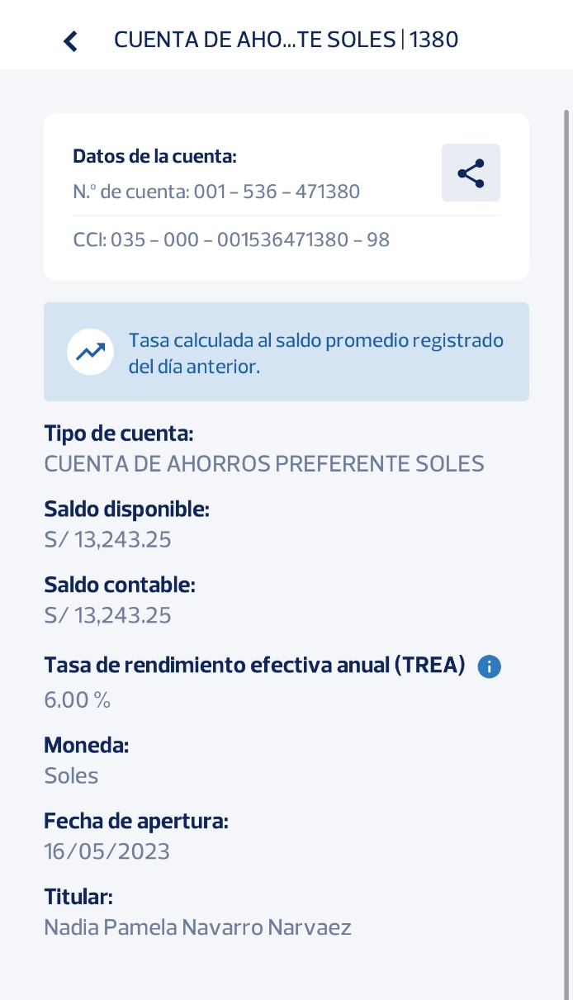 CUENTA DE AHO...TE SOLES | 1380
Datos de la cuenta:
N.º de cuenta: 001 – 536 – 471380
CCI: 035 – 000 – 001536471380 – 98
Tasa calculada al saldo promedio registrado
del día anterior.
Tipo de cuenta:
CUENTA DE AHORROS PREFERENTE SOLES
Saldo disponible:
S/ 13,243.25
Saldo contable:
S/ 13,243.25
Tasa de rendimiento efectiva anual (TREA)
6.00 %
Moneda:
Soles
Fecha de apertura:
16/05/2023
Titular:
Nadia Pamela Navarro Narvaez